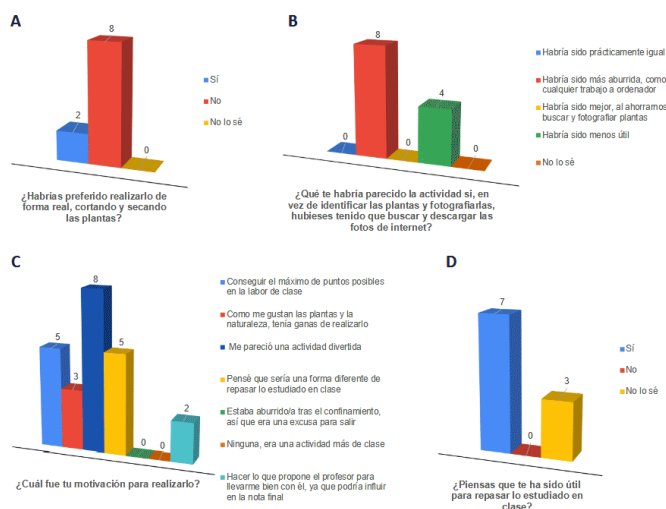 A
8
2
0
Sí
No
No lo sé
¿Habrías preferido realizarlo de
forma real, cortando y secando
las plantas?
B
8
4
0
0
0
Habría sido prácticamente igual
Habría sido más aburrida, como
cualquier trabajo a ordenador
Habría sido mejor, al ahorrarnos
buscar y fotografiar plantas
Habría sido menos útil
No lo sé
¿Qué te habría parecido la actividad si, en
vez de identificar las plantas y fotografiarlas,
hubieses tenido que buscar y descargar las
fotos de internet?
C
8
5
5
3
0
0
2
Conseguir el máximo de puntos posibles
en la labor de clase
Como me gustan las plantas y la
naturaleza, tenía ganas de realizarlo
Me pareció una actividad divertida
Pensé que sería una forma diferente de
repasar lo estudiado en clase
Estaba aburrido/a tras el confinamiento,
así que era una excusa para salir
Ninguna, era una actividad más de clase
Hacer lo que propone el profesor para
llevarme bien con él, ya que podría influir
en la nota final
¿Cuál fue tu motivación para realizarlo?
D
7
3
0
Sí
No
No lo sé
¿Piensas que te ha sido útil
para repasar lo estudiado en
clase?